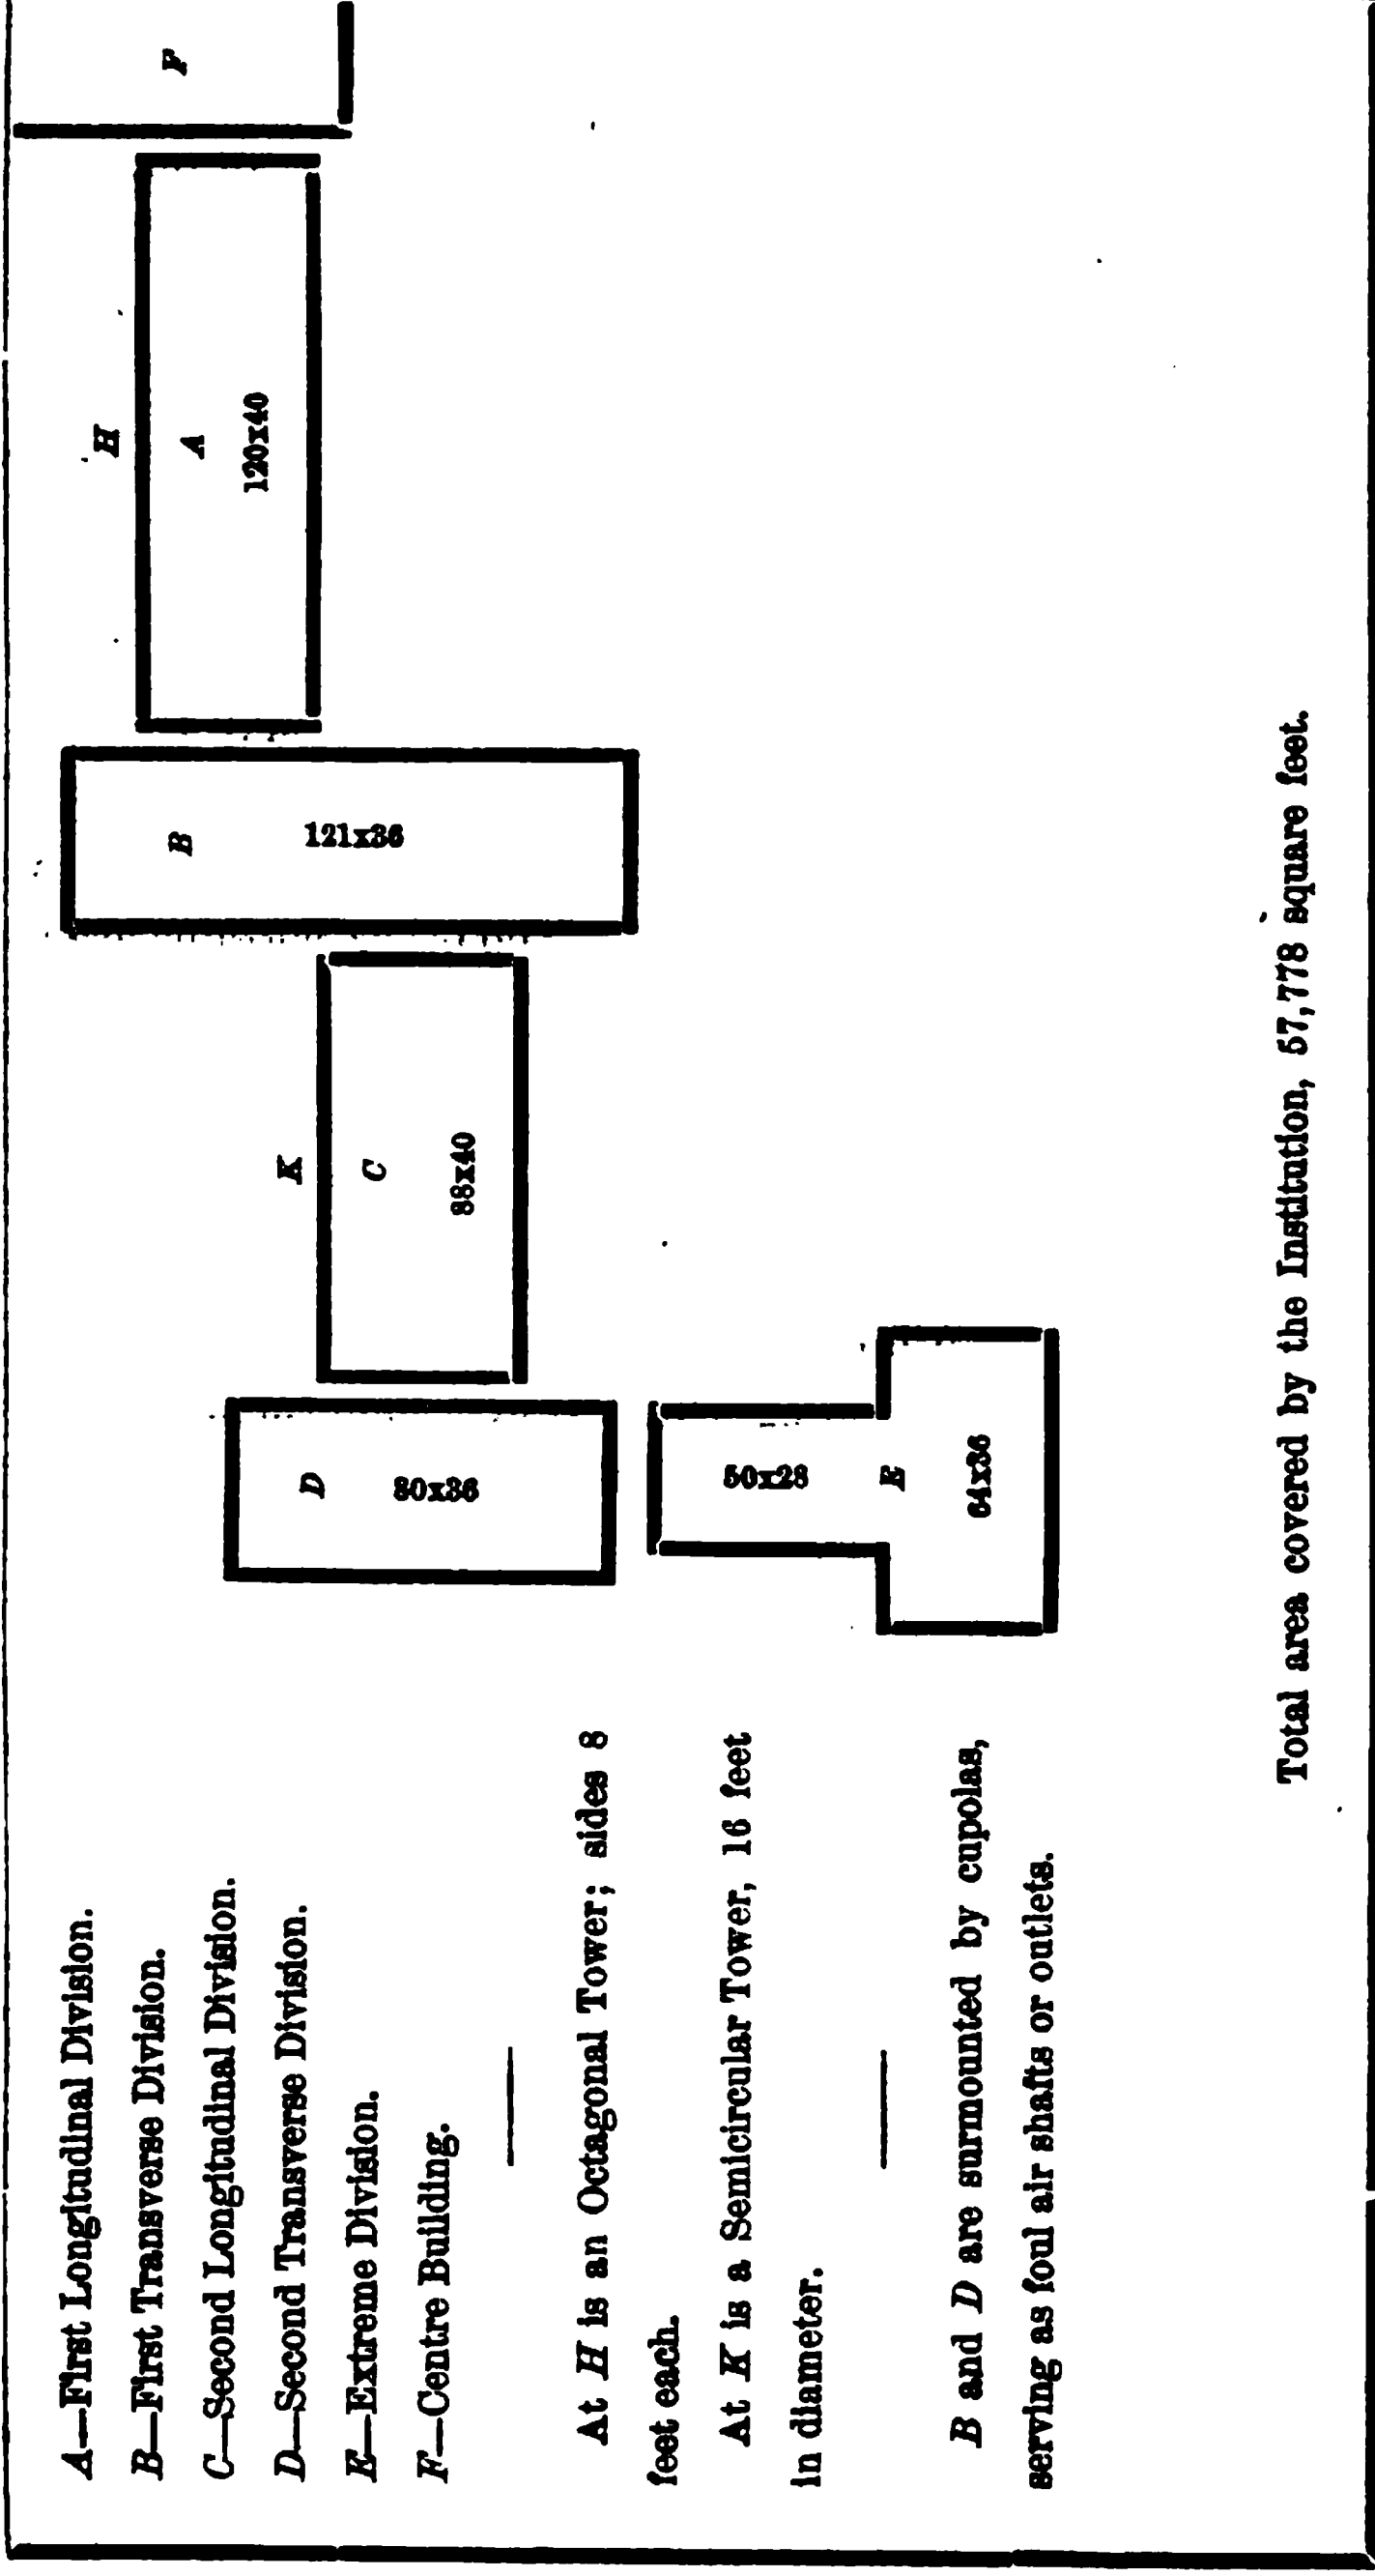 A—First Longitudinal Division.
B—First Transverse Division.
C—Second Longitudinal Division.
D—Second Transverse Division.
E—Extreme Division.
F—Centre Building.
At H is an Octagonal Tower; sides 8
feet each.
At K is a Semicircular Tower, 16 feet
in diameter.
B and D are surmounted by cupolas,
serving as foul air shafts or outlets.
D
80x36
50x28
E
64x36
K
C
88x40
B
121x36
H
A
120x40
F
Total area covered by the Institution, 57,778 square feet.